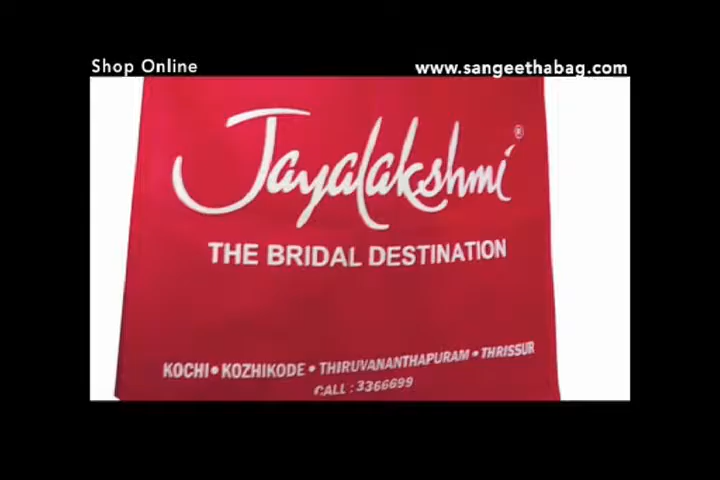 Shop Online www.sangeethabag.com
Jayalakshmi®
THE BRIDAL DESTINATION
KOCHI • KOZHIKODE • THIRUVANANTHAPURAM • THRISSUR
CALL : 3366699